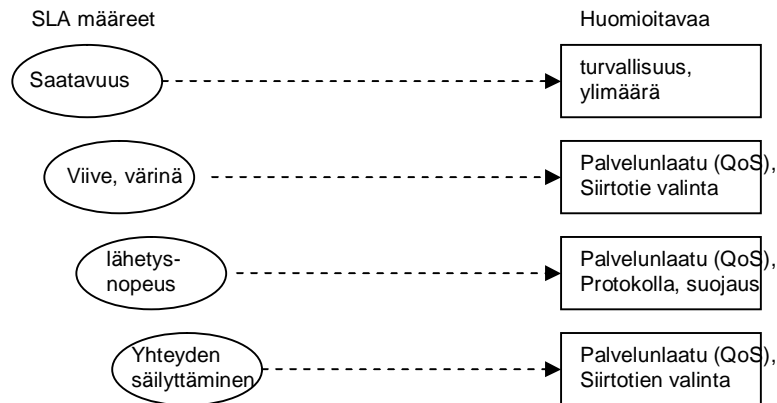 SLA määreet
Huomioitavaa
Saatavuus
turvallisuus,
ylimäärä
Viive, värinä
Palvelunlaatu (QoS),
Siirtotie valinta
lähetys-
nopeus
Palvelunlaatu (QoS),
Protokolla, suojaus
Yhteyden
säilyttäminen
Palvelunlaatu (QoS),
Siirtotien valinta